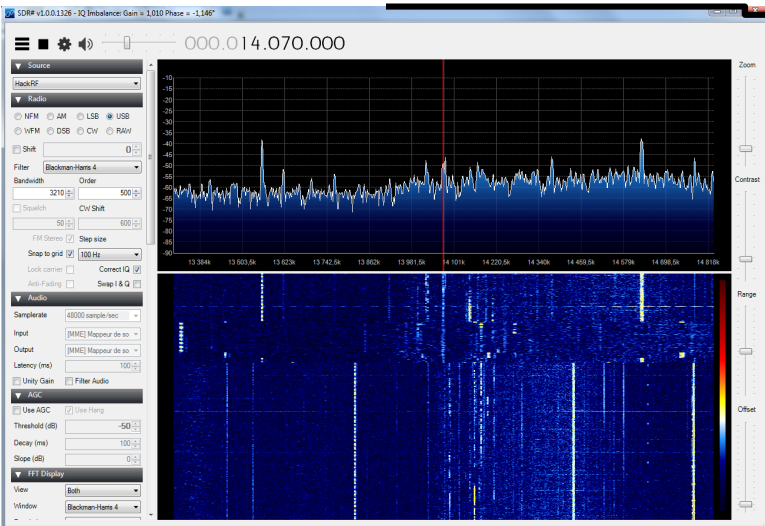 SDR# v1.0.0.1326 - IQ Imbalance: Gain = 1,010 Phase = -1,146°
000.014.070.000
Source
HackRF
Radio
NFM AM LSB USB
WFM DSB CW RAW
Shift 0
Filter Blackman-Harris 4
Bandwidth Order
3210 500
Squelch CW Shift
50 600
FM Stereo Step size
Snap to grid 100 Hz
Lock carrier Correct IQ
Anti-Fading Swap I & Q
Audio
Samplerate 48000 sample/sec
Input [MME] Mappeur de so
Output [MME] Mappeur de so
Latency (ms) 100
Unity Gain Filter Audio
AGC
Use AGC Use Hang
Threshold (dB) -50
Decay (ms) 100
Slope (dB) 0
FFT Display
View Both
Window Blackman-Harris 4
-10
-15
-20
-25
-30
-35
-40
-45
-50
-55
-60
-65
-70
-75
-80
-85
-90
13 384k 13 503,5k 13 623k 13 742,5k 13 862k 13 981,5k 14 101k 14 220,5k 14 340k 14 459,5k 14 579k 14 698,5k 14 818k
Zoom
Contrast
Range
Offset